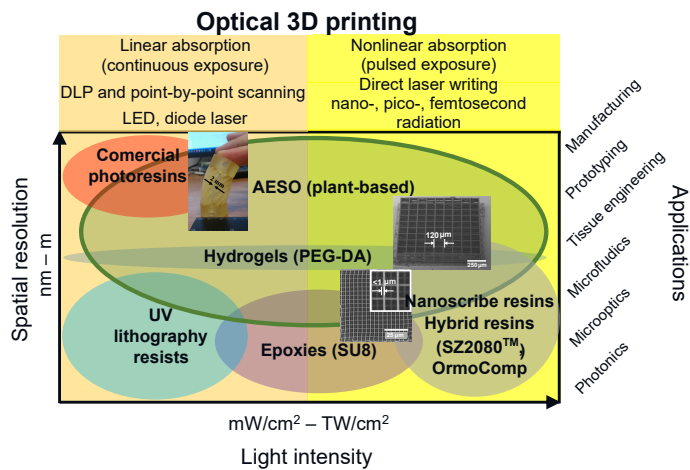 Optical 3D printing
Linear absorption
(continuous exposure)
DLP and point-by-point scanning
LED, diode laser
Nonlinear absorption
(pulsed exposure)
Direct laser writing
nano-, pico-, femtosecond
radiation
Comercial
photoresins
2 mm
AESO (plant-based)
120 µm
250 µm
Hydrogels (PEG-DA)
<1 µm
25 µm
UV
lithography
resists
Epoxies (SU8)
Nanoscribe resins
Hybrid resins
(SZ2080™,)
OrmoComp
Spatial resolution
nm – m
Manufacturing
Prototyping
Tissue engineering
Microfludics
Microoptics
Photonics
Applications
mW/cm² – TW/cm²
Light intensity